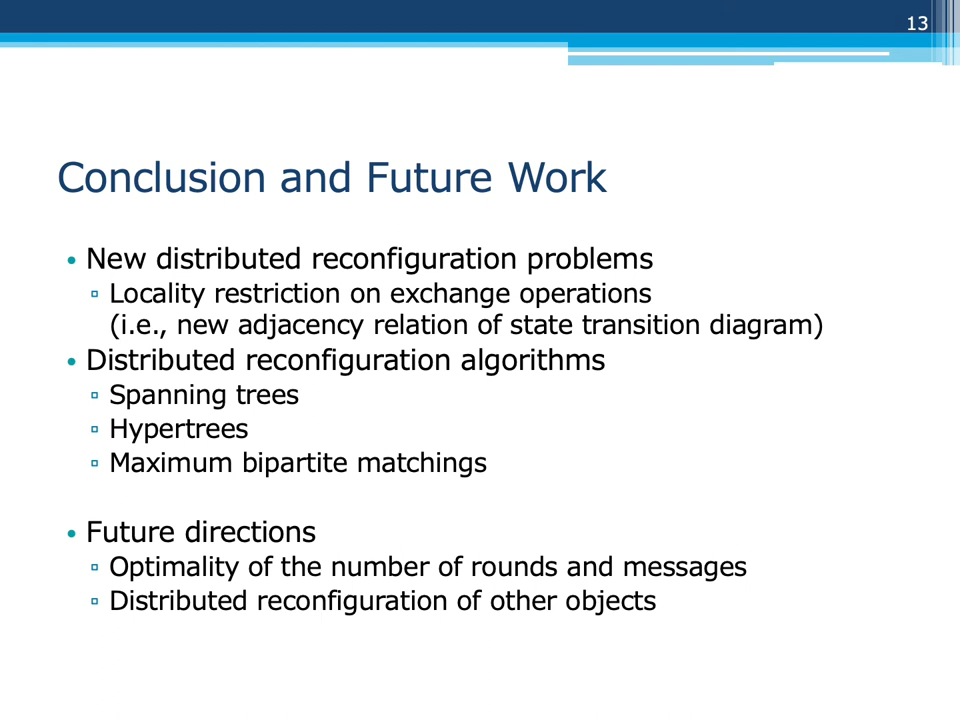 13
Conclusion and Future Work
• New distributed reconfiguration problems
▫ Locality restriction on exchange operations
(i.e., new adjacency relation of state transition diagram)
• Distributed reconfiguration algorithms
▫ Spanning trees
▫ Hypertrees
▫ Maximum bipartite matchings
• Future directions
▫ Optimality of the number of rounds and messages
▫ Distributed reconfiguration of other objects